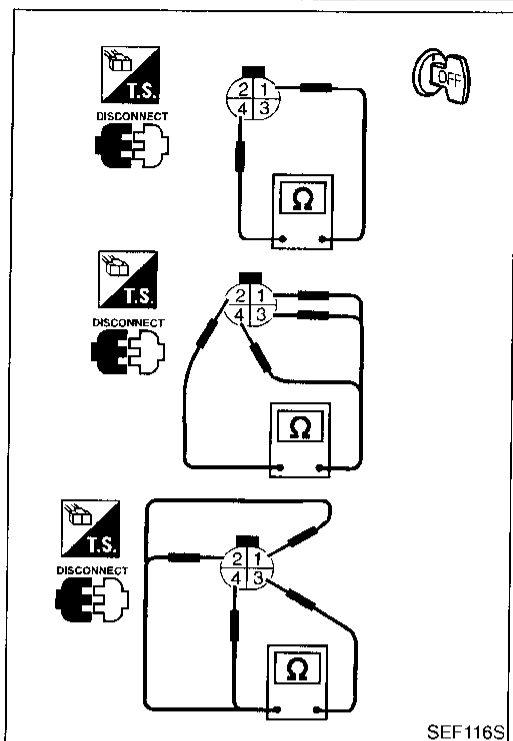 OFF
T.S.
DISCONNECT
2 1
4 3
Ω
T.S.
DISCONNECT
2 1
4 3
Ω
T.S.
DISCONNECT
2 1
4 3
Ω
SEF116S